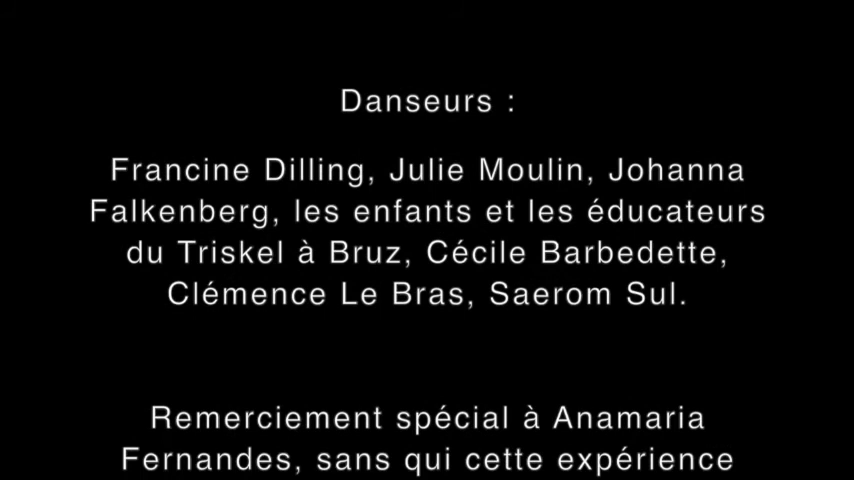 Danseurs :
Francine Dilling, Julie Moulin, Johanna
Falkenberg, les enfants et les éducateurs
du Triskel à Bruz, Cécile Barbedette,
Clémence Le Bras, Saerom Sul.
Remerciement spécial à Anamaria
Fernandes, sans qui cette expérience